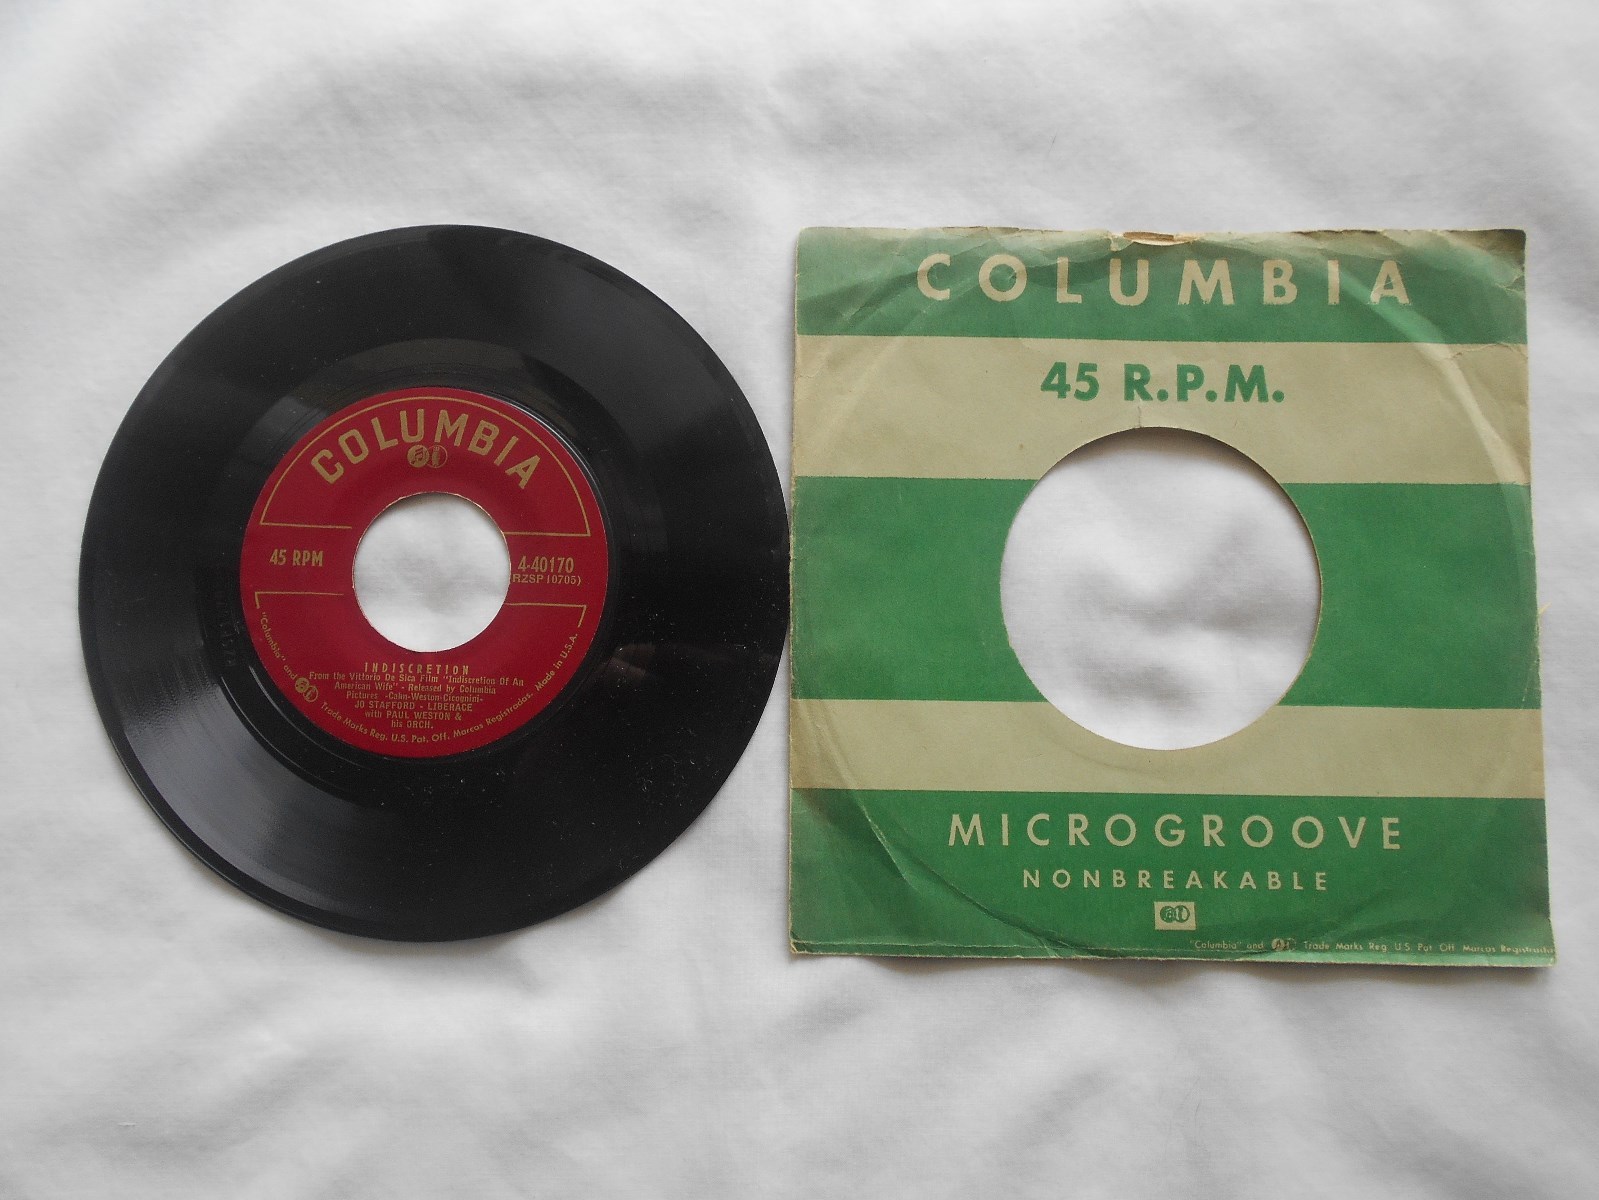 COLUMBIA
45 RPM
4-40170
(RZSP 10705)
INDISCRETION
From the Vittorio De Sica Film "Indiscretion Of An
American Wife" - Released by Columbia
Pictures -Cahn-Weston-Cicognini-
JO STAFFORD - LIBERACE
with PAUL WESTON &
his ORCH.
"Columbia" and Trade Marks Reg. U.S. Pat. Off. Marcas Registradas. Made in U.S.A.
COLUMBIA
45 R.P.M.
MICROGROOVE
NONBREAKABLE
"Columbia" and Trade Marks Reg. U.S. Pat. Off. Marcas Registradas